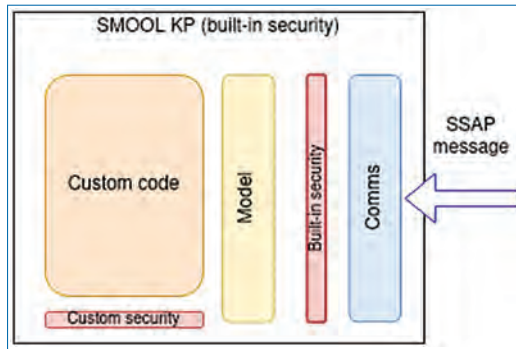 SMOOL KP (built-in security)
Custom code
Model
Built-in security
Comms
SSAP
message
Custom security